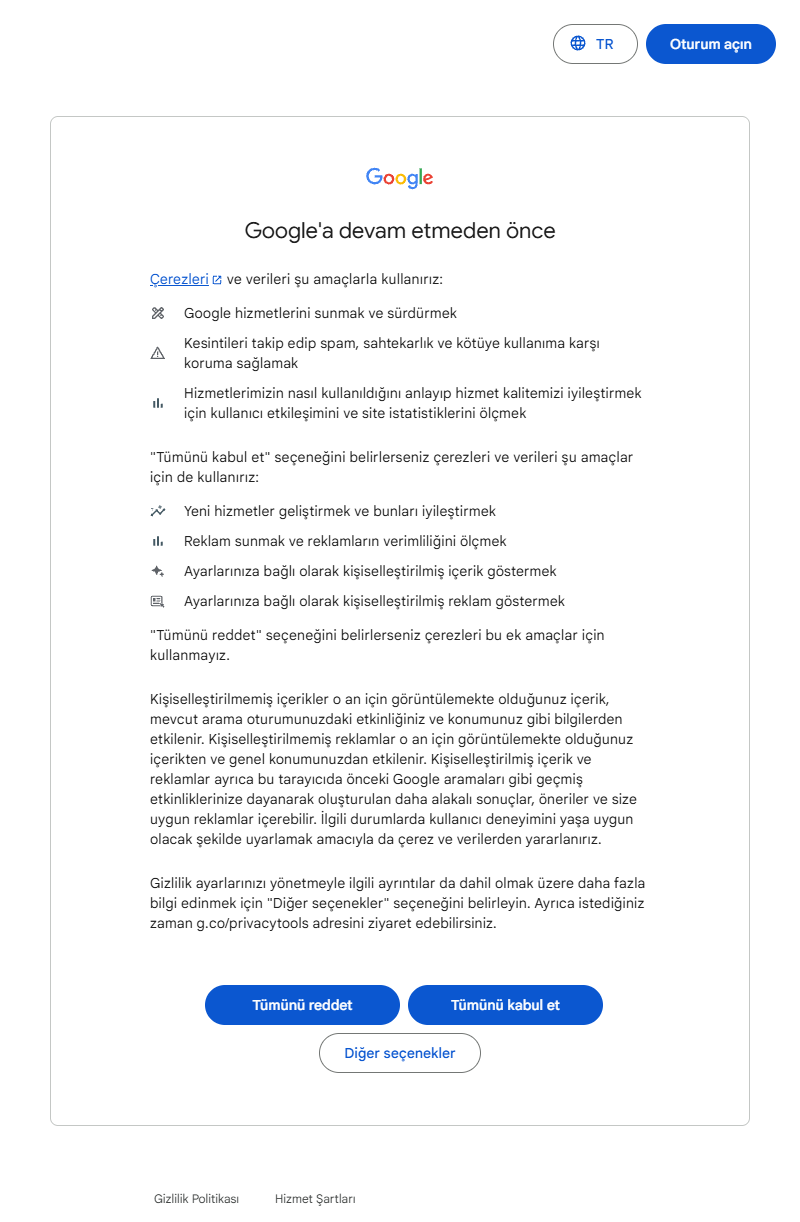 TR
Oturum açın
Google
Google'a devam etmeden önce
Çerezleri ve verileri şu amaçlarla kullanırız:
Google hizmetlerini sunmak ve sürdürmek
Kesintileri takip edip spam, sahtekarlık ve kötüye kullanıma karşı
koruma sağlamak
Hizmetlerimizin nasıl kullanıldığını anlayıp hizmet kalitemizi iyileştirmek
için kullanıcı etkileşimini ve site istatistiklerini ölçmek
"Tümünü kabul et" seçeneğini belirlerseniz çerezleri ve verileri şu amaçlar
için de kullanırız:
Yeni hizmetler geliştirmek ve bunları iyileştirmek
Reklam sunmak ve reklamların verimliliğini ölçmek
Ayarlarınıza bağlı olarak kişiselleştirilmiş içerik göstermek
Ayarlarınıza bağlı olarak kişiselleştirilmiş reklam göstermek
"Tümünü reddet" seçeneğini belirlerseniz çerezleri bu ek amaçlar için
kullanmayız.
Kişiselleştirilmemiş içerikler o an için görüntülemekte olduğunuz içerik,
mevcut arama oturumunuzdaki etkinliğiniz ve konumunuz gibi bilgilerden
etkilenir. Kişiselleştirilmemiş reklamlar o an için görüntülemekte olduğunuz
içerikten ve genel konumunuzdan etkilenir. Kişiselleştirilmiş içerik ve
reklamlar ayrıca bu tarayıcıda önceki Google aramaları gibi geçmiş
etkinliklerinize dayanarak oluşturulan daha alakalı sonuçlar, öneriler ve size
uygun reklamlar içerebilir. İlgili durumlarda kullanıcı deneyimini yaşa uygun
olacak şekilde uyarlamak amacıyla da çerez ve verilerden yararlanırız.
Gizlilik ayarlarınızı yönetmeyle ilgili ayrıntılar da dahil olmak üzere daha fazla
bilgi edinmek için "Diğer seçenekler" seçeneğini belirleyin. Ayrıca istediğiniz
zaman g.co/privacytools adresini ziyaret edebilirsiniz.
Tümünü reddet
Tümünü kabul et
Diğer seçenekler
Gizlilik Politikası
Hizmet Şartları